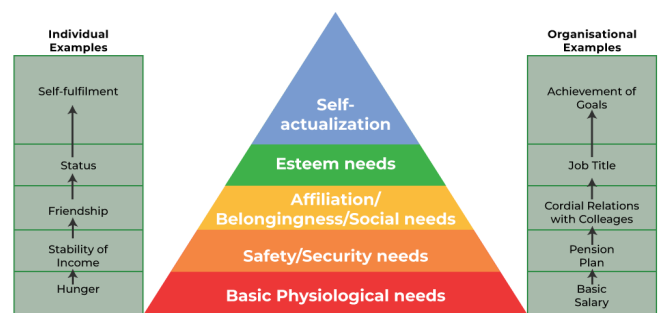 Individual
Examples
Self-fulfilment
Status
Friendship
Stability of
Income
Hunger
Self-
actualization
Esteem needs
Affiliation/
Belongingness/Social needs
Safety/Security needs
Basic Physiological needs
Organisational
Examples
Achievement of
Goals
Job Title
Cordial Relations
with Colleages
Pension
Plan
Basic
Salary